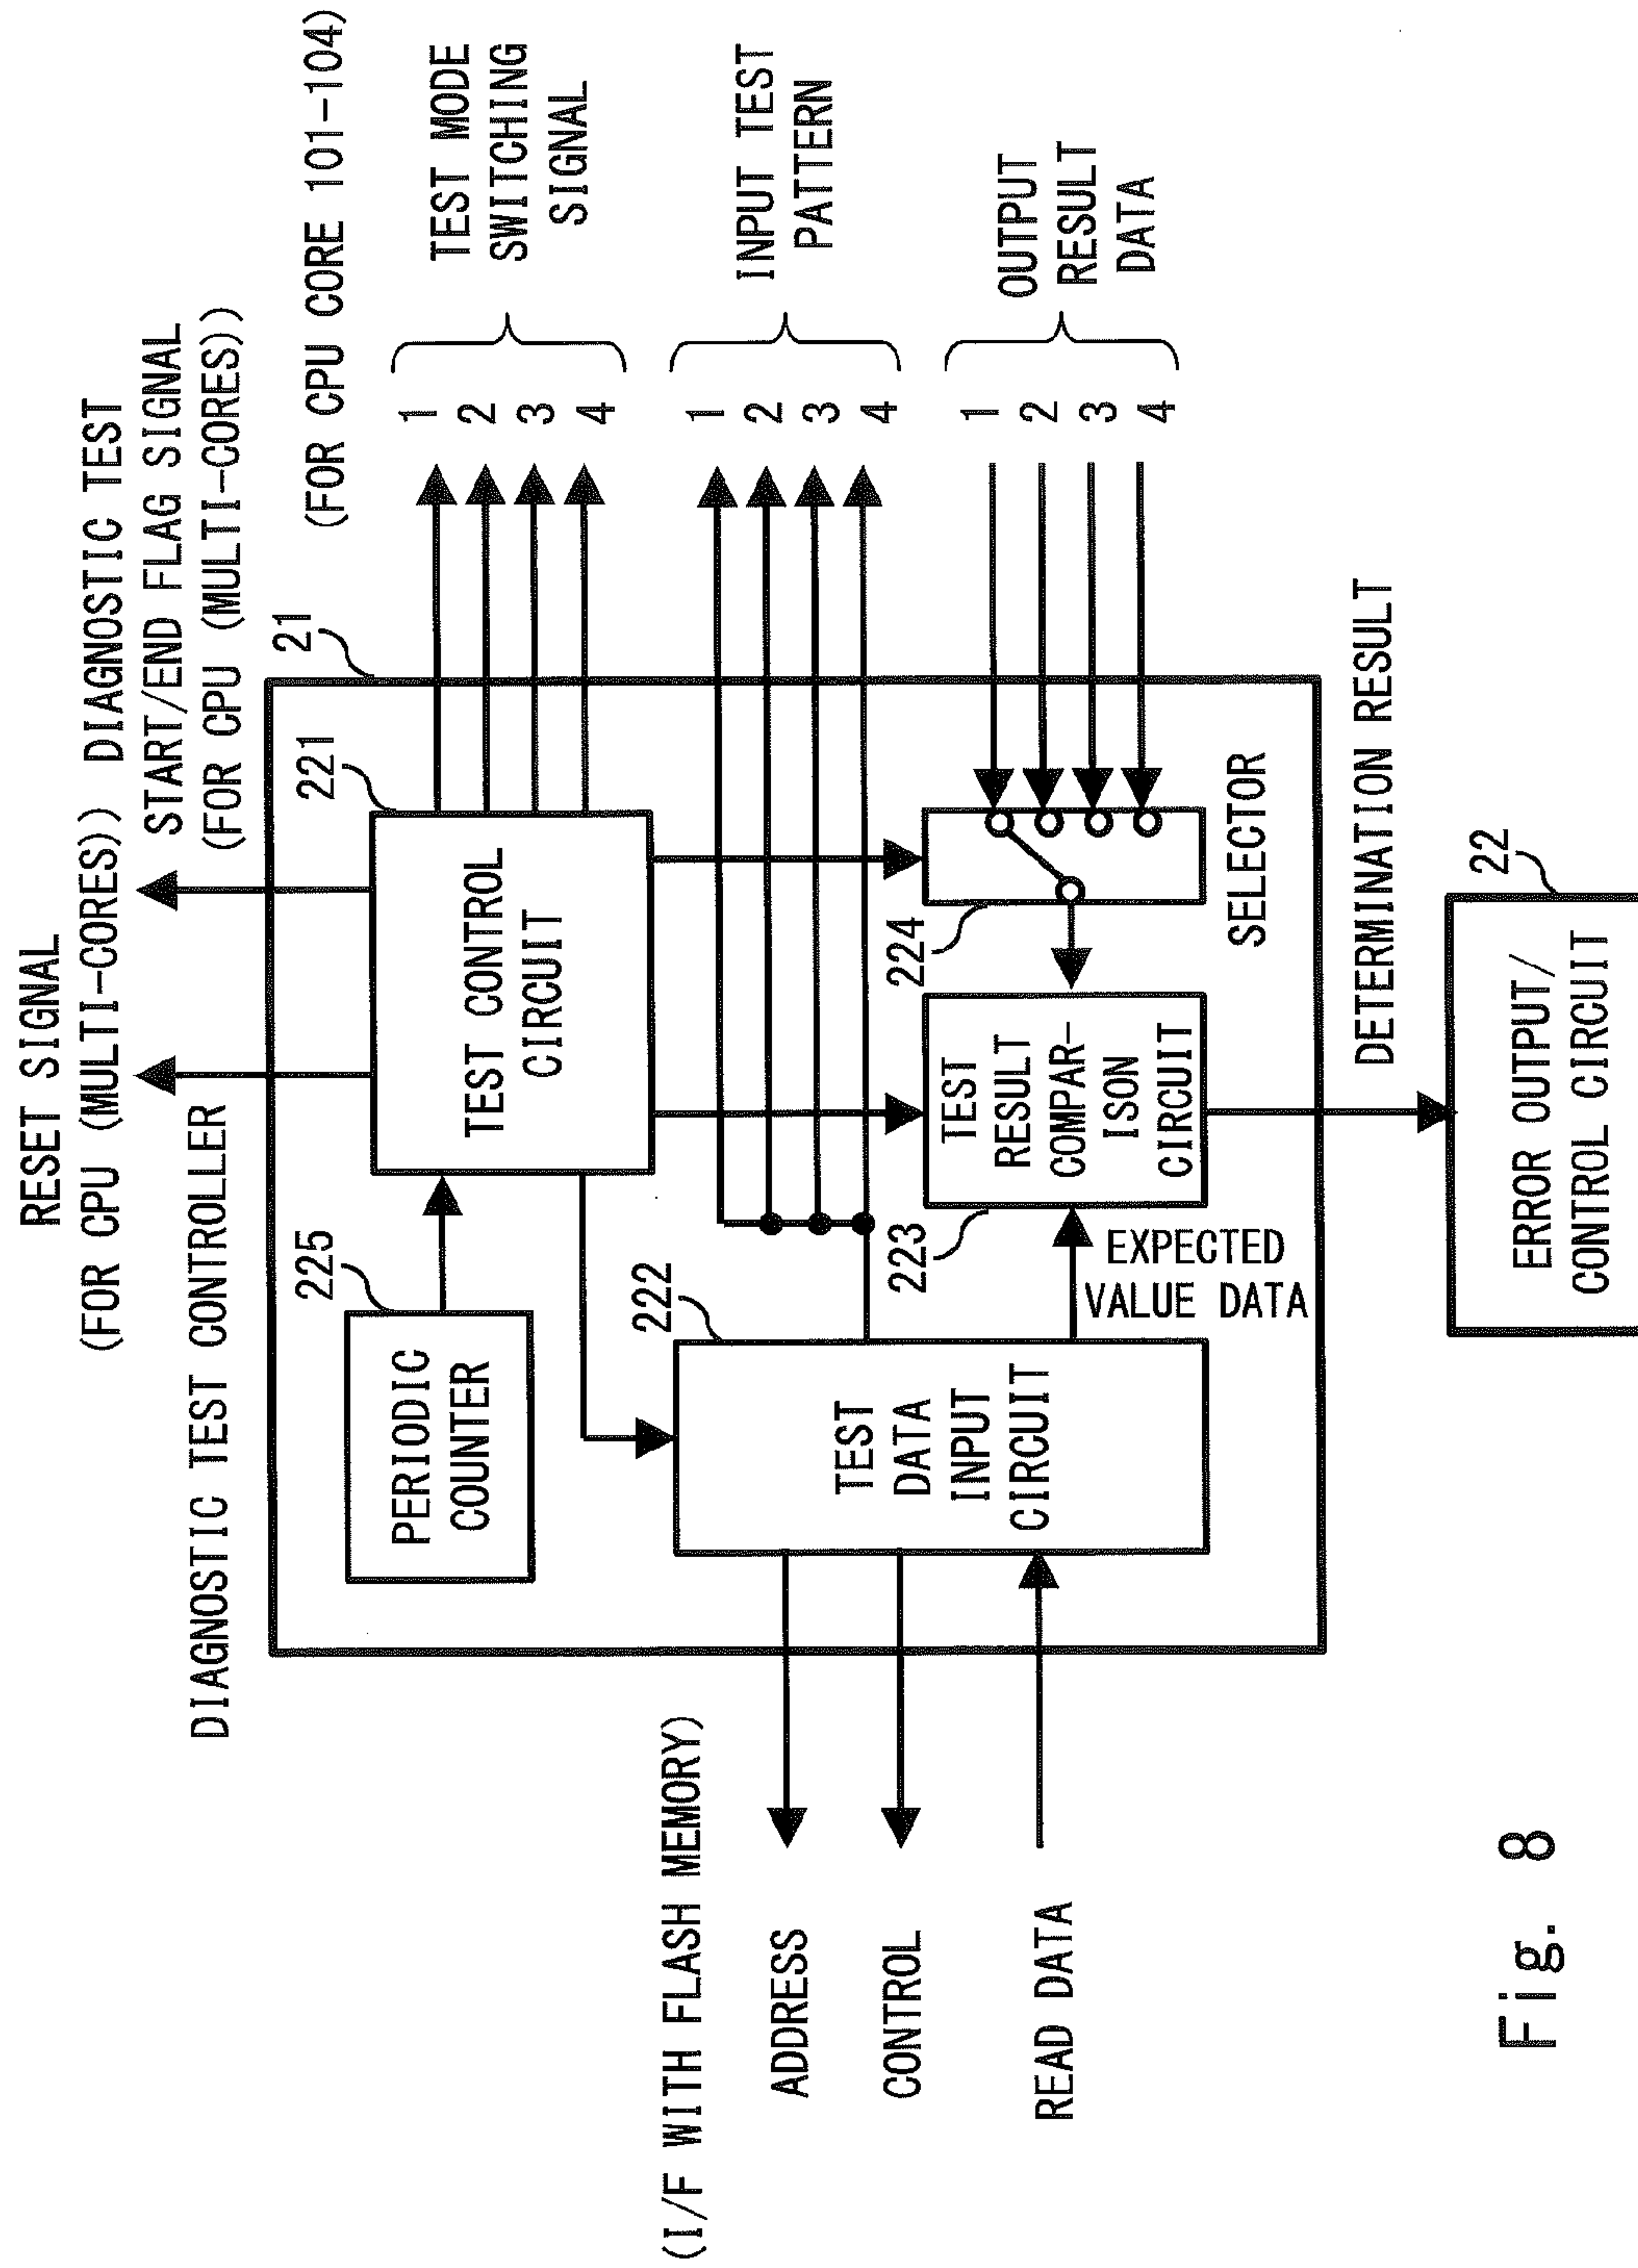 RESET SIGNAL
(FOR CPU (MULTI-CORES))
DIAGNOSTIC TEST
START/END FLAG SIGNAL
(FOR CPU (MULTI-CORES))
DIAGNOSTIC TEST CONTROLLER
21
(FOR CPU CORE 101-104)
225
PERIODIC
COUNTER
221
TEST CONTROL
CIRCUIT
1
2
3
4
TEST MODE
SWITCHING
SIGNAL
(I/F WITH FLASH MEMORY)
ADDRESS
CONTROL
READ DATA
222
TEST
DATA
INPUT
CIRCUIT
1
2
3
4
INPUT TEST
PATTERN
223
TEST
RESULT
COMPAR-
ISON
CIRCUIT
EXPECTED
VALUE DATA
224
SELECTOR
1
2
3
4
OUTPUT
RESULT
DATA
DETERMINATION RESULT
22
ERROR OUTPUT/
CONTROL CIRCUIT
Fig. 8